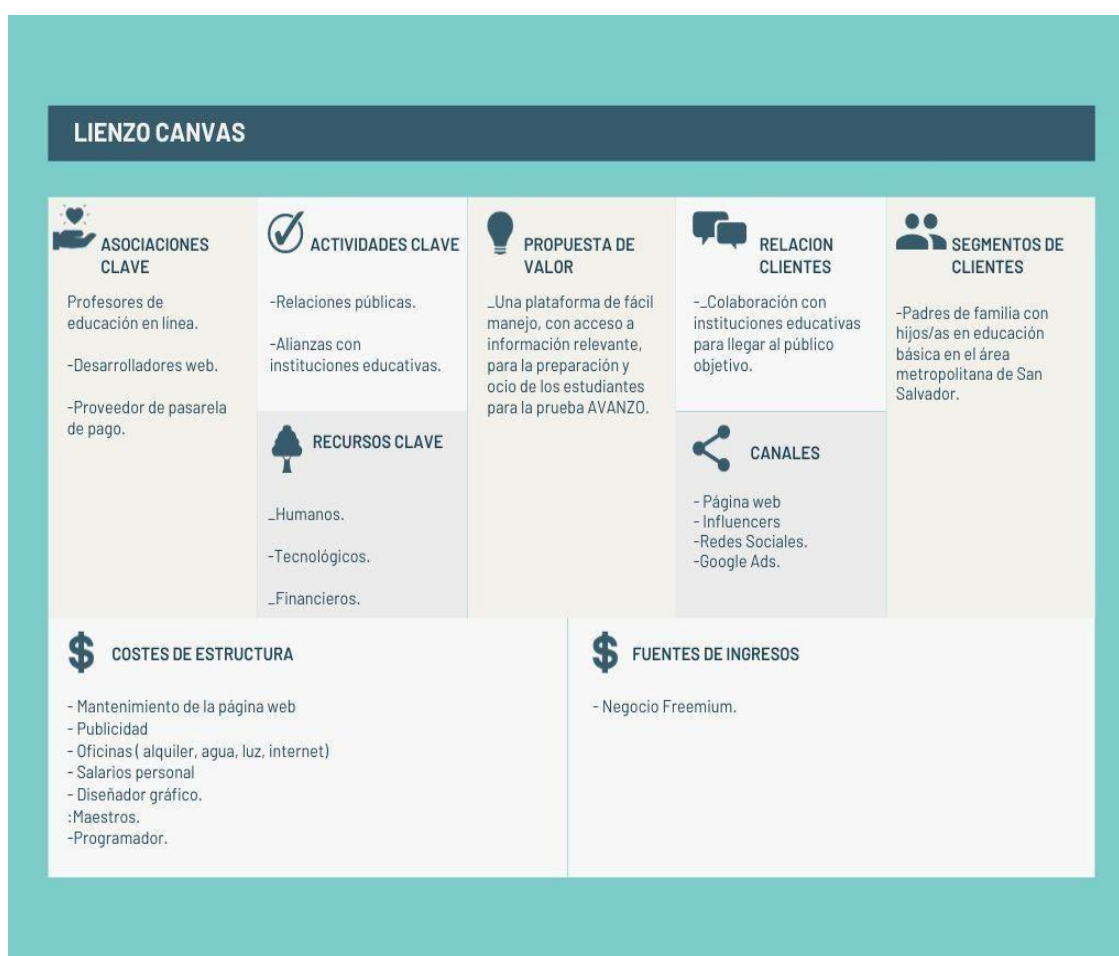 LIENZO CANVAS
ASOCIACIONES
CLAVE
Profesores de
educación en línea.
-Desarrolladores web.
-Proveedor de pasarela
de pago.
ACTIVIDADES CLAVE
-Relaciones públicas.
-Alianzas con
instituciones educativas.
RECURSOS CLAVE
_Humanos.
-Tecnológicos.
_Financieros.
PROPUESTA DE
VALOR
_Una plataforma de fácil
manejo, con acceso a
información relevante,
para la preparación y
ocio de los estudiantes
para la prueba AVANZO.
RELACION
CLIENTES
-_Colaboración con
instituciones educativas
para llegar al público
objetivo.
CANALES
- Página web
- Influencers
-Redes Sociales.
-Google Ads.
SEGMENTOS DE
CLIENTES
-Padres de familia con
hijos/as en educación
básica en el área
metropolitana de San
Salvador.
COSTES DE ESTRUCTURA
- Mantenimiento de la página web
- Publicidad
- Oficinas ( alquiler, agua, luz, internet)
- Salarios personal
- Diseñador gráfico.
:Maestros.
-Programador.
FUENTES DE INGRESOS
- Negocio Freemium.